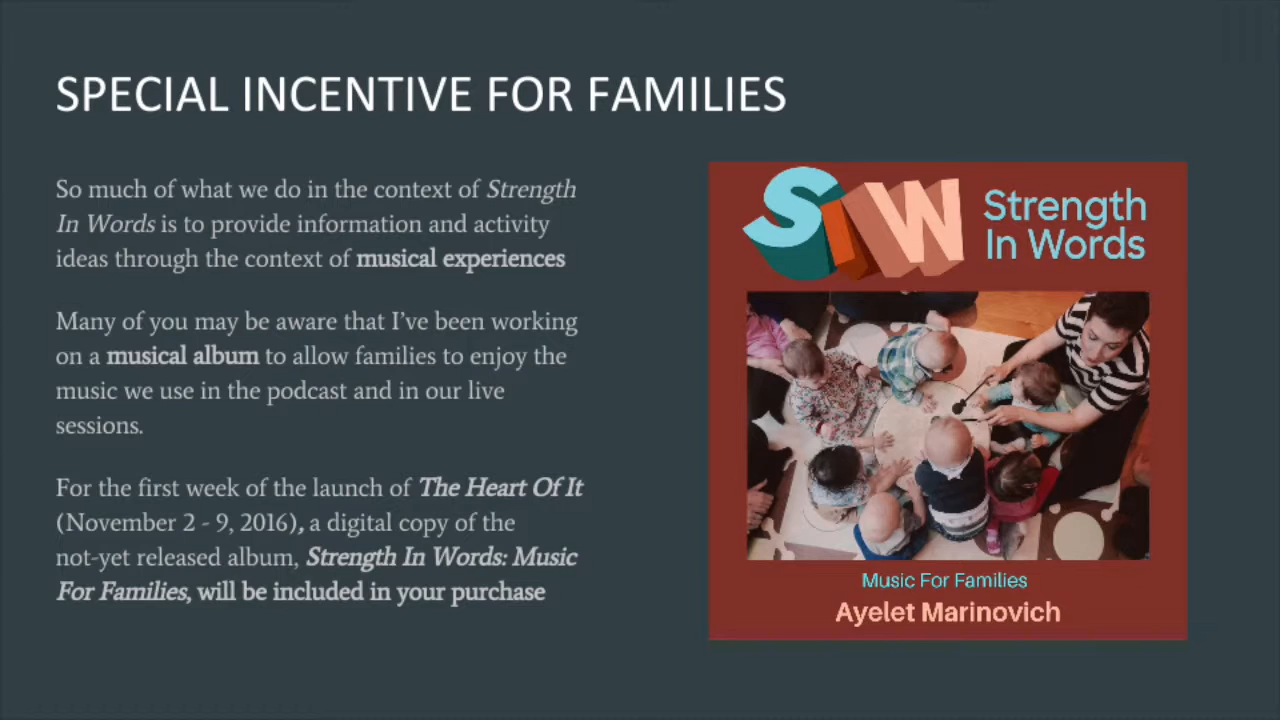 SPECIAL INCENTIVE FOR FAMILIES
So much of what we do in the context of Strength
In Words is to provide information and activity
ideas through the context of musical experiences
Many of you may be aware that I've been working
on a musical album to allow families to enjoy the
music we use in the podcast and in our live
sessions.
For the first week of the launch of The Heart Of It
(November 2 - 9, 2016), a digital copy of the
not-yet released album, Strength In Words: Music
For Families, will be included in your purchase
SIW
Strength
In Words
Music For Families
Ayelet Marinovich